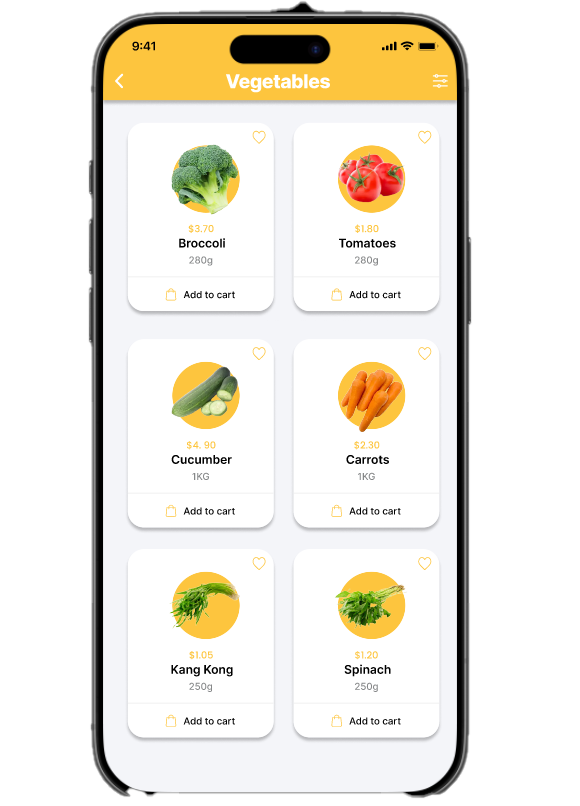 9:41
Vegetables
$3.70
Broccoli
280g
Add to cart
$1.80
Tomatoes
280g
Add to cart
$4. 90
Cucumber
1KG
Add to cart
$2.30
Carrots
1KG
Add to cart
$1.05
Kang Kong
250g
Add to cart
$1.20
Spinach
250g
Add to cart